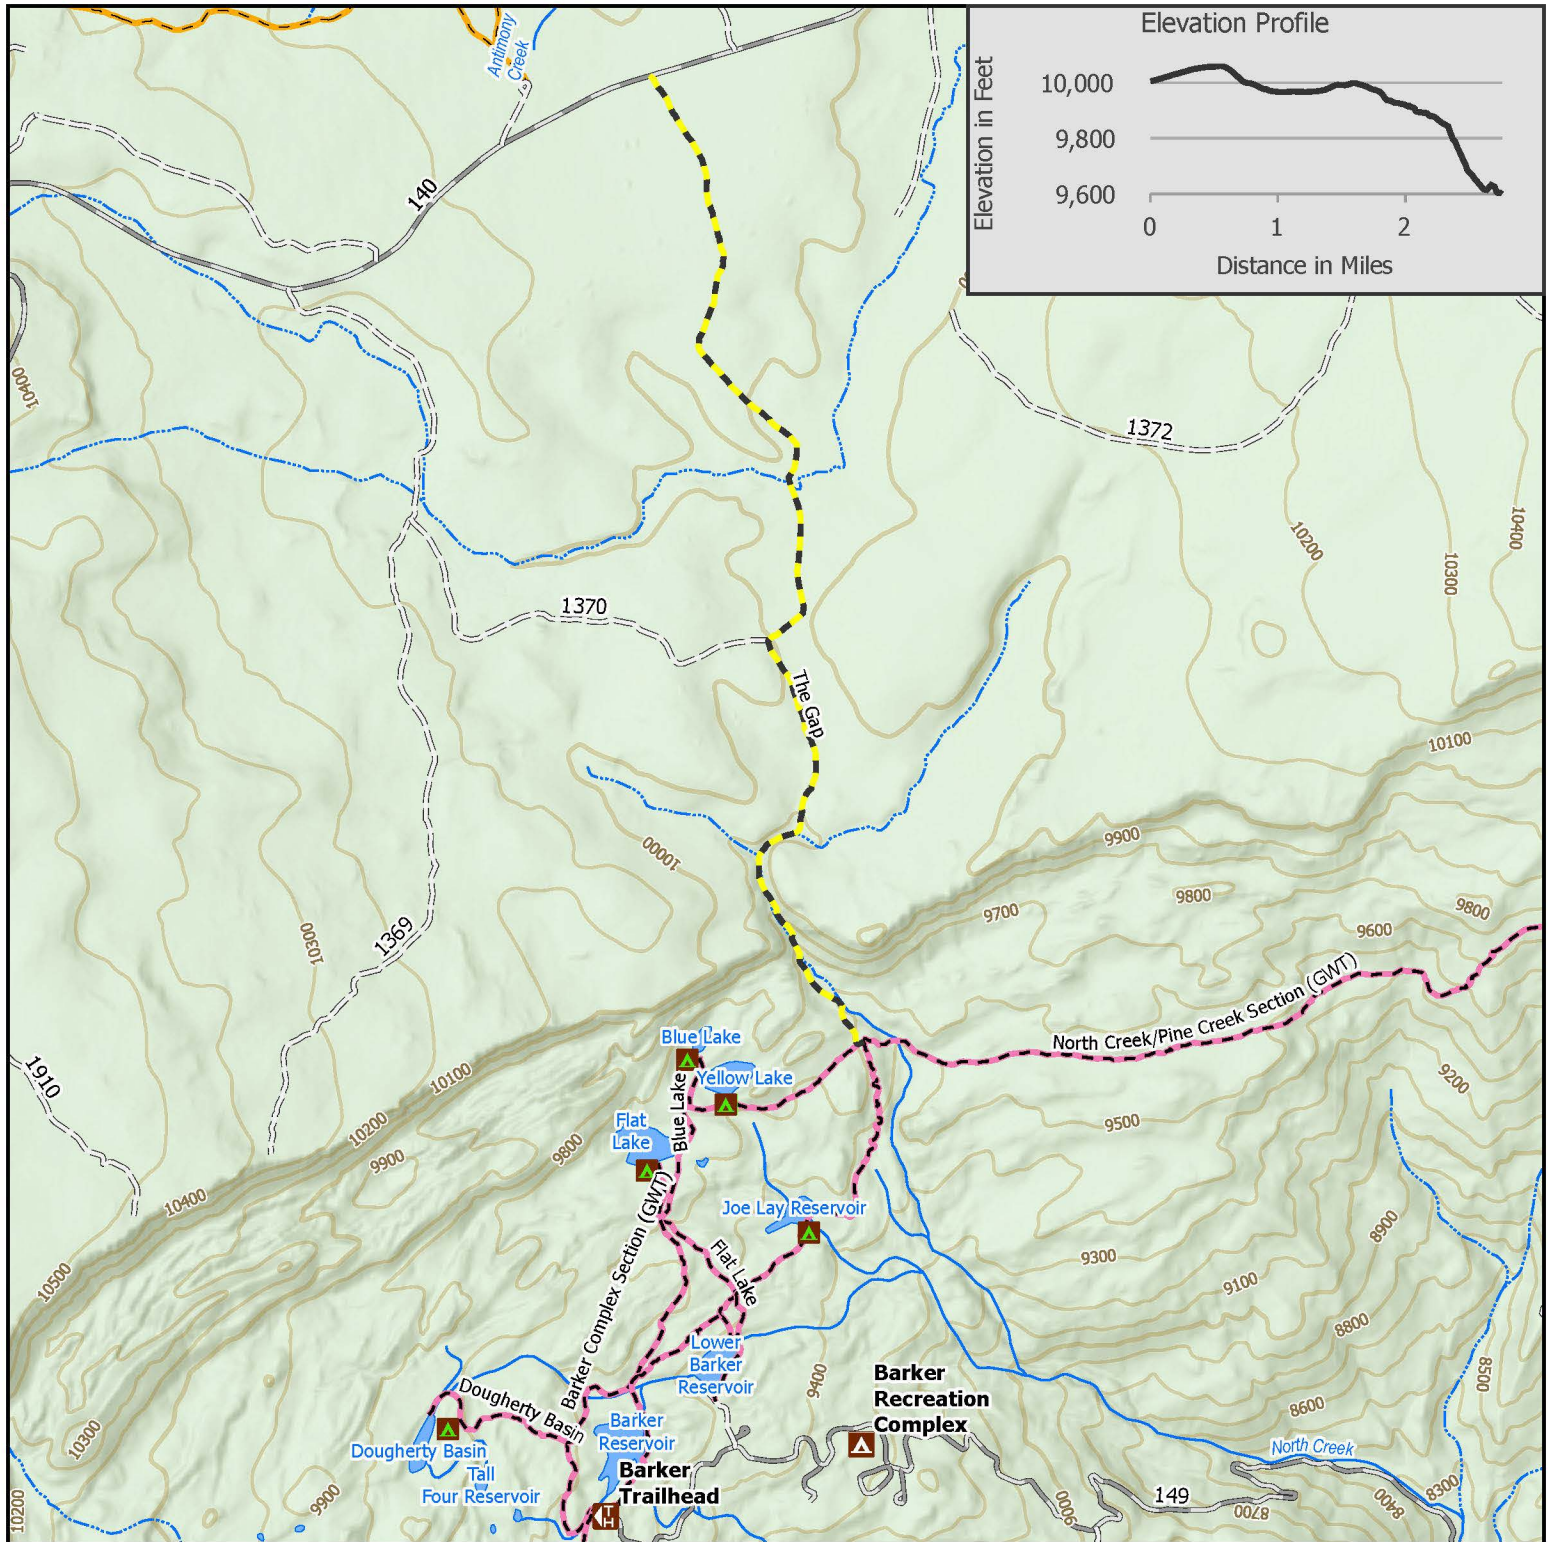 Elevation Profile
Elevation in Feet
10,000
9,800
9,600
0
1
2
Distance in Miles
Antimony
Creek
140
10400
1372
10200
10300
10400
1370
The Gap
10100
10000
9900
9800
9700
9800
9600
10300
1369
North Creek/Pine Creek Section (GWT)
Blue Lake
Yellow Lake
Blue Lake
1910
10100
9200
Flat
Lake
10200
9900
9800
9500
10400
Joe Lay Reservoir
8900
Barker Complex Section (GWT)
Flat Lake
9300
9100
10500
8800
Lower
Barker
Reservoir
9400
8500
Barker
Recreation
Complex
Dougherty Basin
8600
Barker
Reservoir
10300
Dougherty Basin
North Creek
Tall
Four Reservoir
Barker
Trailhead
TH
149
8300
8400
8700
9000
9900
10200